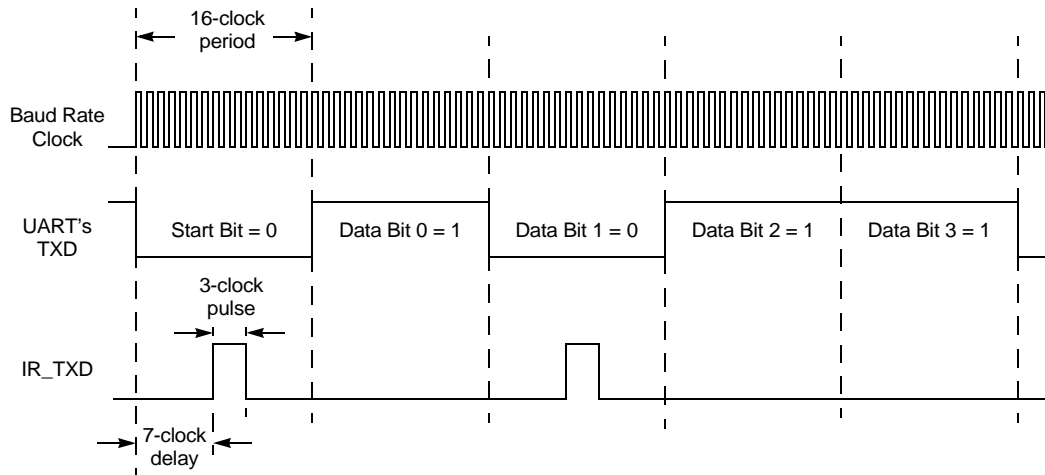 16-clock
period
Baud Rate
Clock
UART's
TXD
Start Bit = 0
Data Bit 0 = 1
Data Bit 1 = 0
Data Bit 2 = 1
Data Bit 3 = 1
3-clock
pulse
IR_TXD
7-clock
delay